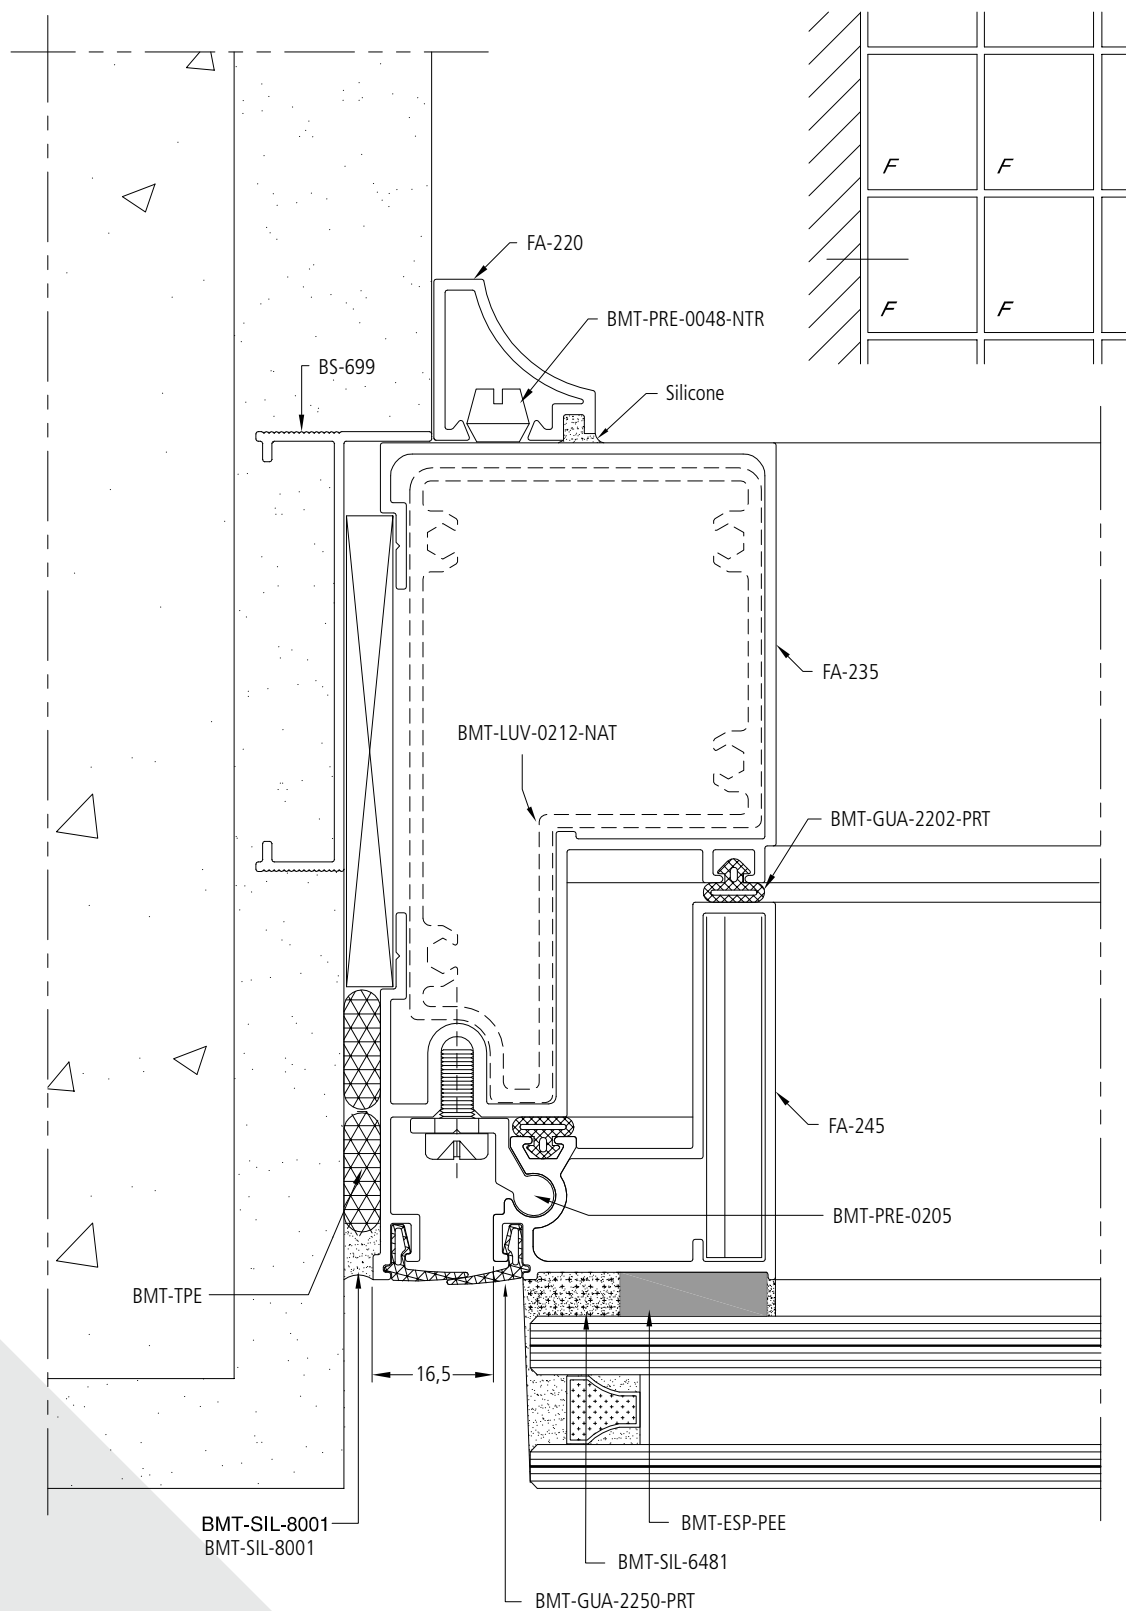 F F
F F
FA-220
BMT-PRE-0048-NTR
BS-699
Silicone
FA-235
BMT-LUV-0212-NAT
BMT-GUA-2202-PRT
FA-245
BMT-PRE-0205
BMT-TPE
16,5
BMT-SIL-8001
BMT-SIL-8001
BMT-ESP-PEE
BMT-SIL-6481
BMT-GUA-2250-PRT